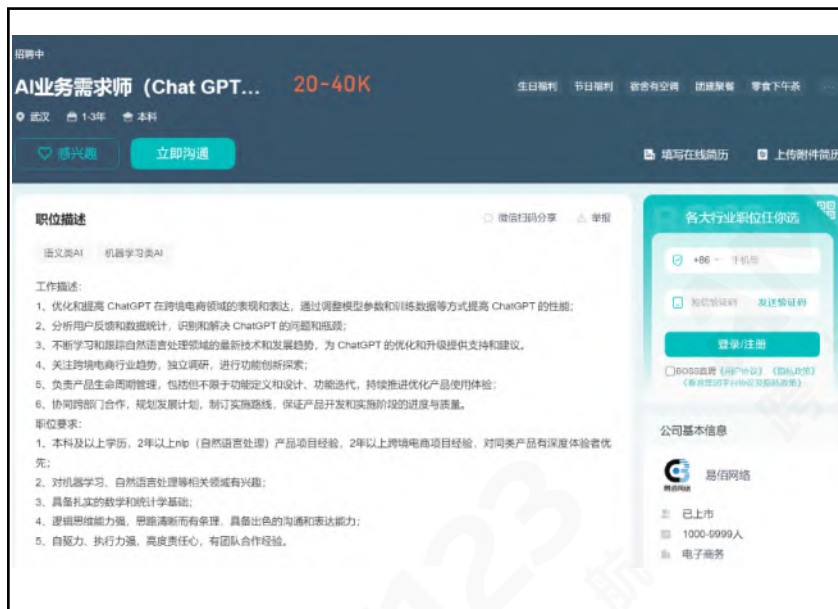 招聘中
AI业务需求师（Chat GPT...
20-40K
生日福利 节日福利 宿舍有空调 团建聚餐 零食下午茶 ...
武汉 1-3年 本科
感兴趣 立即沟通
填写在线简历 上传附件简历
职位描述
微信扫码分享 举报
语义类AI 机器学习类AI
工作描述：
1、优化和提高 ChatGPT 在跨境电商领域的表现和表达，通过调整模型参数和训练数据等方式提高 ChatGPT 的性能；
2、分析用户反馈和数据统计，识别和解决 ChatGPT 的问题和瓶颈；
3、不断学习和跟踪自然语言处理领域的最新技术和发展趋势，为 ChatGPT 的优化和升级提供支持和建议。
4、关注跨境电商行业趋势，独立调研，进行功能创新探索；
5、负责产品生命周期管理，包括但不限于功能定义和设计、功能迭代，持续推进优化产品使用体验；
6、协同跨部门合作，规划发展计划，制订实施路线，保证产品开发和实施阶段的进度与质量。
职位要求：
1、本科及以上学历，2年以上nlp（自然语言处理）产品项目经验，2年以上跨境电商项目经验，对同类产品有深度体验者优
先；
2、对机器学习、自然语言处理等相关领域有兴趣；
3、具备扎实的数学和统计学基础；
4、逻辑思维能力强，思路清晰而有条理，具备出色的沟通和表达能力；
5、自驱力、执行力强，高度责任心，有团队合作经验。
各大行业职位任你选
+86 手机号
短信验证码 发送验证码
登录/注册
BOSS直聘《用户协议》《隐私政策》
公司基本信息
易佰网络
易佰网络
已上市
1000-9999人
电子商务
123
跨
航